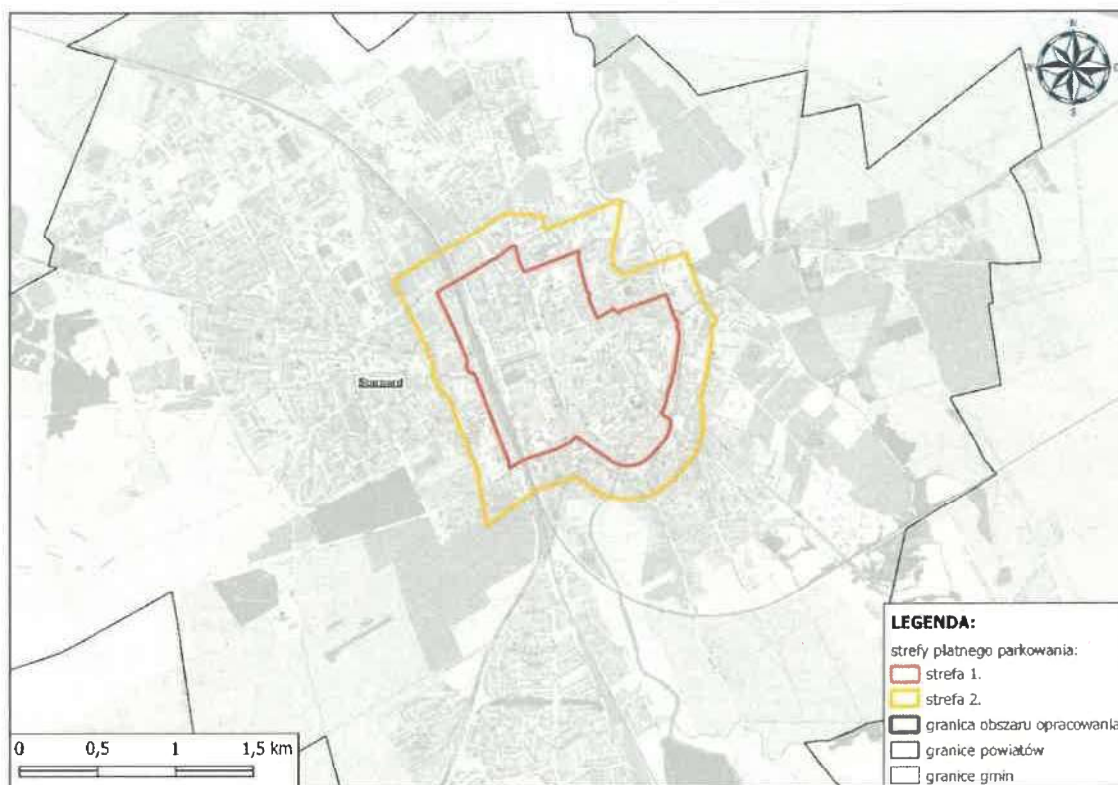 N
S
Stargard
LEGENDA:
strefy płatnego parkowania:
strefa 1.
strefa 2.
granica obszaru opracowania
granice powiatów
granice gmin
0 0,5 1 1,5 km